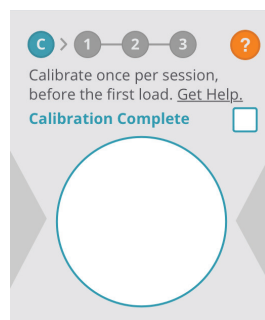 C > 1 2 3 ?
Calibrate once per session,
before the first load. Get Help.
Calibration Complete